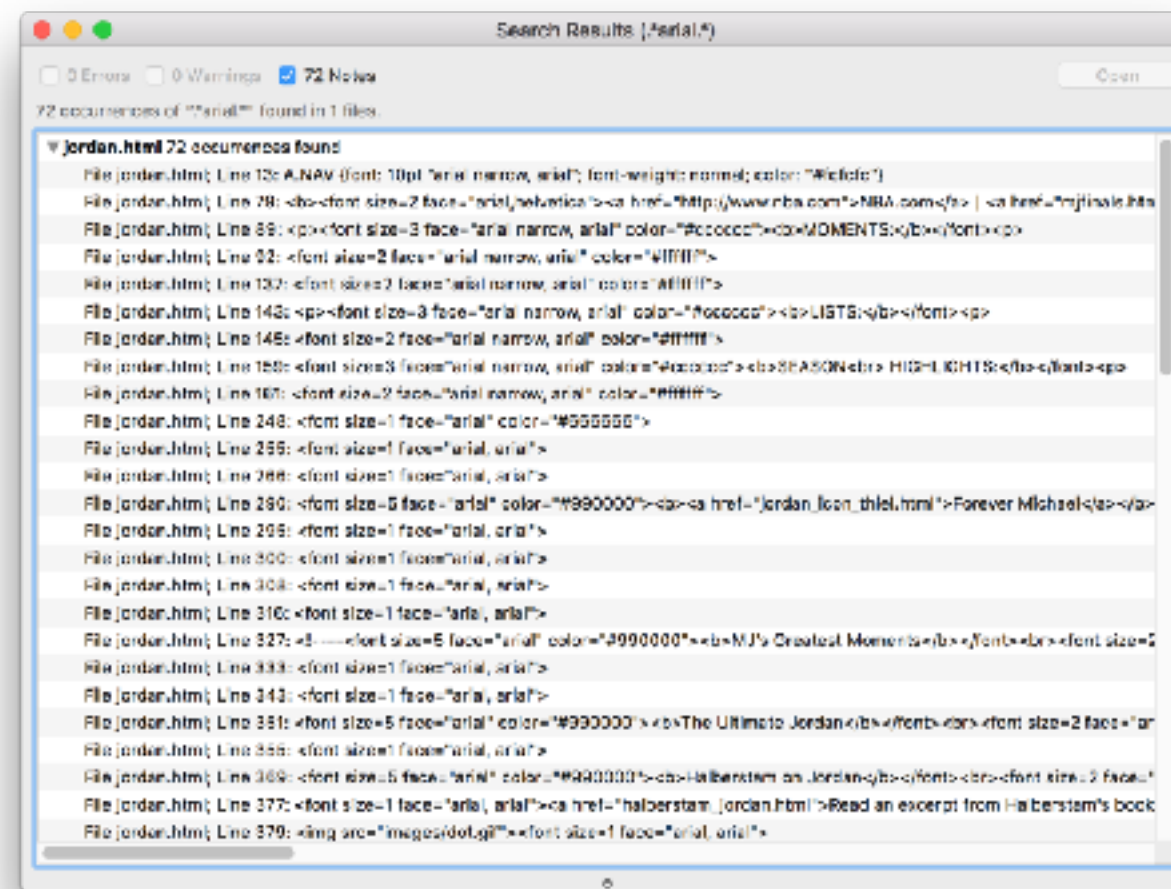 Search Results (.*arial.*)
0 Errors 0 Warnings 72 Notes Open
72 occurrences of ".*arial.*" found in 1 files.
jordan.html 72 occurrences found
File jordan.html; Line 13: A.NAV {font: 10pt "arial narrow, arial"; font-weight: normal; color: "#fcfcfc"}
File jordan.html; Line 78: <b><font size=2 face="arial,helvetica"><a href="http://www.nba.com">NBA.com</a> | <a href="mjfinals.htm
File jordan.html; Line 89: <p><font size=3 face="arial narrow, arial" color="#cccccc"><b>MOMENTS:</b></font><p>
File jordan.html; Line 92: <font size=2 face="arial narrow, arial" color="#ffffff">
File jordan.html; Line 137: <font size=2 face="arial narrow, arial" color="#ffffff">
File jordan.html; Line 143: <p><font size=3 face="arial narrow, arial" color="#cccccc"><b>LISTS:</b></font><p>
File jordan.html; Line 145: <font size=2 face="arial narrow, arial" color="#ffffff">
File jordan.html; Line 159: <font size=3 face="arial narrow, arial" color="#cccccc"><b>SEASON<br> HIGHLIGHTS:</b></font><p>
File jordan.html; Line 161: <font size=2 face="arial narrow, arial" color="#ffffff">
File jordan.html; Line 248: <font size=1 face="arial" color="#666666">
File jordan.html; Line 255: <font size=1 face="arial, arial">
File jordan.html; Line 266: <font size=1 face="arial, arial">
File jordan.html; Line 290: <font size=5 face="arial" color="#990000"><b><a href="jordan_icon_thiel.html">Forever Michael</a></b>
File jordan.html; Line 295: <font size=1 face="arial, arial">
File jordan.html; Line 300: <font size=1 face="arial, arial">
File jordan.html; Line 308: <font size=1 face="arial, arial">
File jordan.html; Line 316: <font size=1 face="arial, arial">
File jordan.html; Line 327: <!-----<font size=5 face="arial" color="#990000"><b>MJ's Greatest Moments</b></font><br><font size=2
File jordan.html; Line 333: <font size=1 face="arial, arial">
File jordan.html; Line 343: <font size=1 face="arial, arial">
File jordan.html; Line 351: <font size=5 face="arial" color="#990000"><b>The Ultimate Jordan</b></font><br><font size=2 face="ar
File jordan.html; Line 355: <font size=1 face="arial, arial">
File jordan.html; Line 369: <font size=5 face="arial" color="#990000"><b>Halberstam on Jordan</b></font><br><font size=2 face="
File jordan.html; Line 377: <font size=1 face="arial, arial"><a href="halberstam_jordan.html">Read an excerpt from Halberstam's book
File jordan.html; Line 379: <img src="images/dot.gif"><font size=1 face="arial, arial">